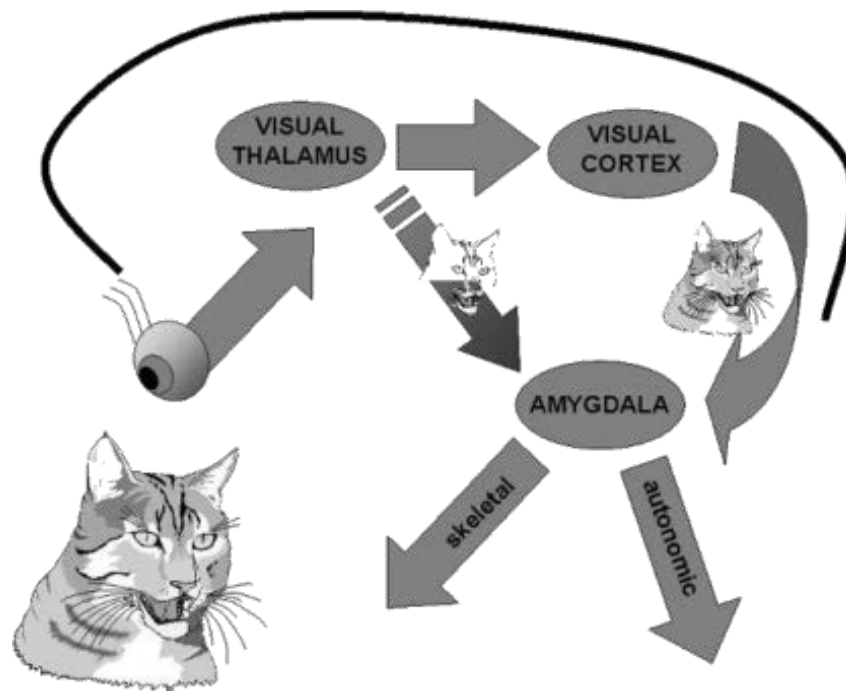 VISUAL
THALAMUS
VISUAL
CORTEX
AMYGDALA
skeletal
autonomic